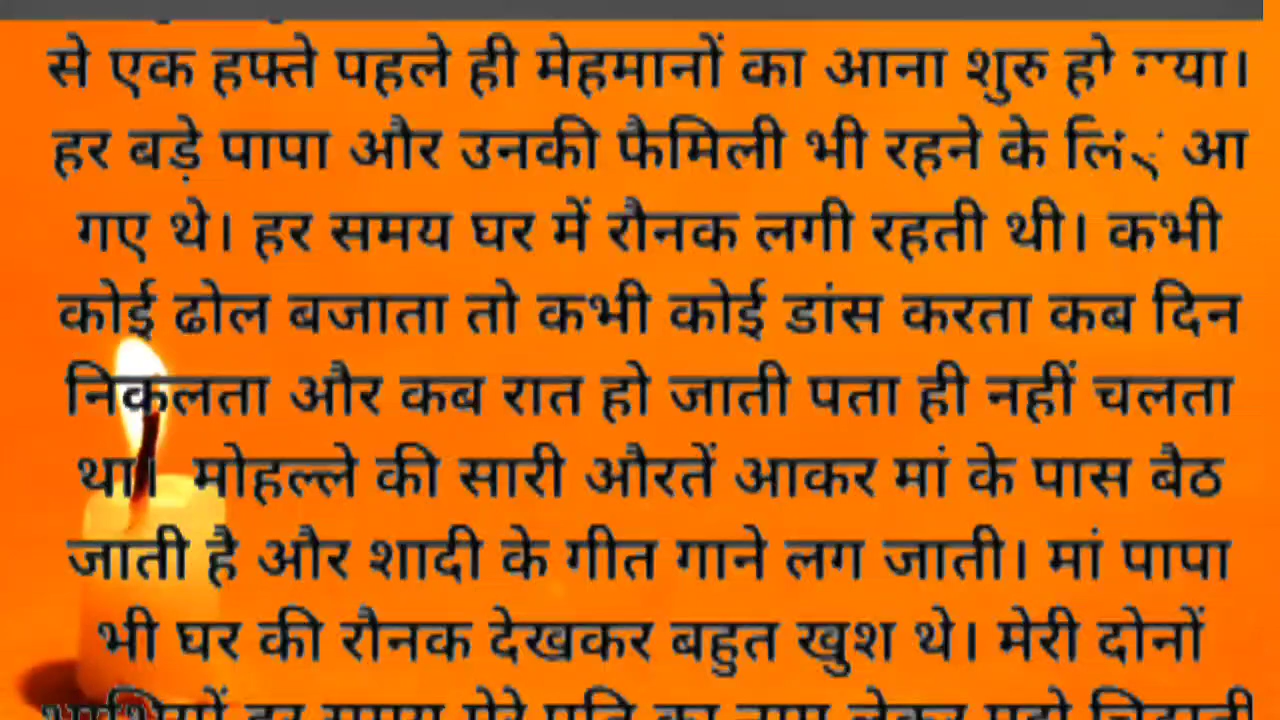 से एक हफ्ते पहले ही मेहमानों का आना शुरु हो
हर बड़े पापा और उनकी फैमिली भी रहने के आ
गए थे। हर समय घर में रौनक लगी रहती थी। कभी
कोई ढोल बजाता तो कभी कोई डांस करता कब दिन
निकलता और कब रात हो जाती पता ही नहीं चलता
था। मोहल्ले की सारी औरतें आकर मां के पास बैठ
जाती है और शादी के गीत गाने लग जाती। मां पापा
भी घर की रौनक देखकर बहुत खुश थे। मेरी दोनों